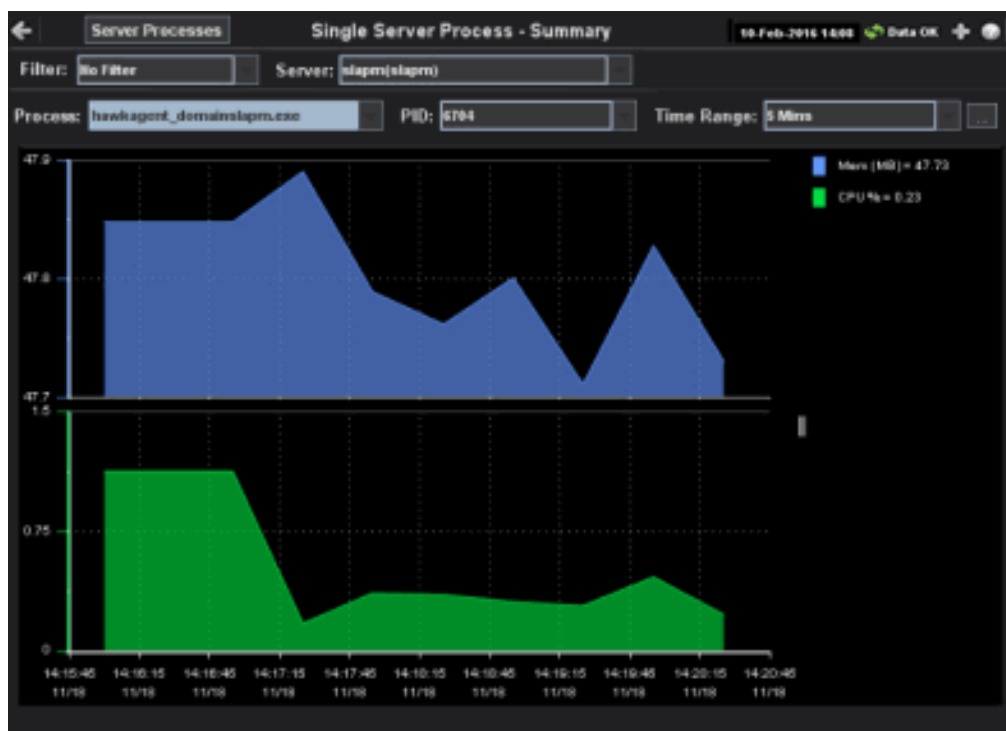 Server Processes Single Server Process - Summary 10-Feb-2016 14:08 Data OK
Filter: No Filter Server: slapm(slapm)
Process: hawkagent_domainslapm.exe PID: 6704 Time Range: 5 Mins ..
47.9
Mem (MB) = 47.73
CPU % = 0.23
47.8
47.7
1.5
0.75
0
14:15:45 14:16:15 14:16:45 14:17:15 14:17:45 14:18:15 14:18:45 14:19:15 14:19:45 14:20:15 14:20:45
11/18 11/18 11/18 11/18 11/18 11/18 11/18 11/18 11/18 11/18 11/18